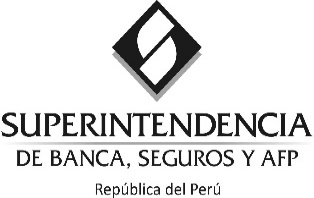 SUPERINTENDENCIA
DE BANCA, SEGUROS Y AFP
República del Perú